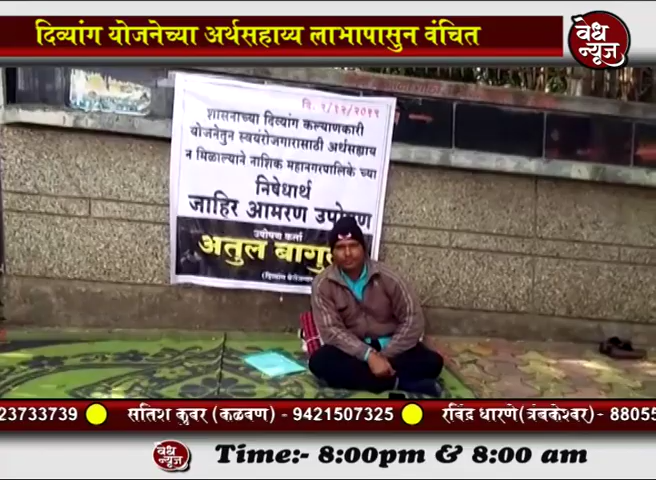 दिव्यांग योजनेच्या अर्थसहाय्य लाभापासुन वंचित
वेध
न्यूज
दि. २/१२/२०१९
शासनाच्या दिव्यांग कल्याणकारी
योजनेतुन स्वयंरोजगारासाठी अर्थसहाय्य
न मिळाल्याने नाशिक महानगरपालिके च्या
निषेधार्थ
जाहिर आमरण उपोषण
उपोषण कर्ता
अतुल
(दिव्यांग
23733739 सतिश कुवर (कळवण) - 9421507325 रविंद्र धारणे(त्रंबकेश्वर) - 88055
वेध
न्यूज
Time:- 8:00pm & 8:00 am